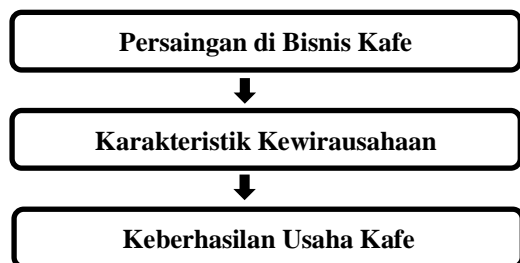 Persaingan di Bisnis Kafe
Karakteristik Kewirausahaan
Keberhasilan Usaha Kafe